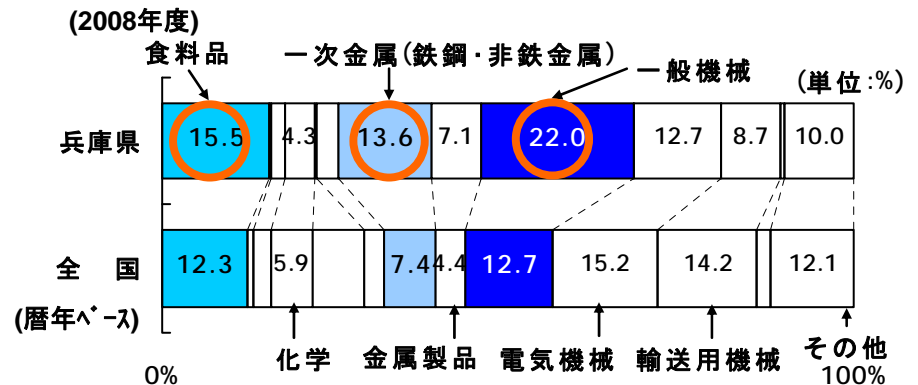 (2008年度)
食料品
一次金属(鉄鋼・非鉄金属)
一般機械
(単位:%)
兵庫県
15.5 4.3 13.6 7.1 22.0 12.7 8.7 10.0
全 国
12.3 5.9 7.4 4.4 12.7 15.2 14.2 12.1
(暦年ベース)
化学 金属製品 電気機械 輸送用機械 その他
0% 100%